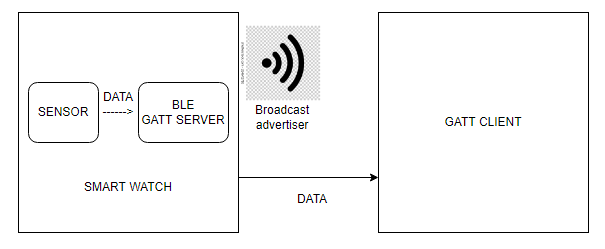 DATA
SENSOR
------>
BLE
GATT SERVER
SMART WATCH
Broadcast
advertiser
DATA
GATT CLIENT